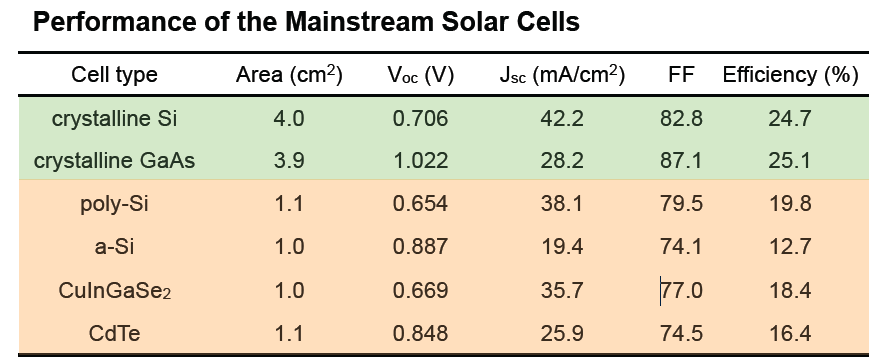 Performance of the Mainstream Solar Cells
Cell type Area (cm²) Voc (V) Jsc (mA/cm²) FF Efficiency (%)
crystalline Si 4.0 0.706 42.2 82.8 24.7
crystalline GaAs 3.9 1.022 28.2 87.1 25.1
poly-Si 1.1 0.654 38.1 79.5 19.8
a-Si 1.0 0.887 19.4 74.1 12.7
CuInGaSe₂ 1.0 0.669 35.7 77.0 18.4
CdTe 1.1 0.848 25.9 74.5 16.4